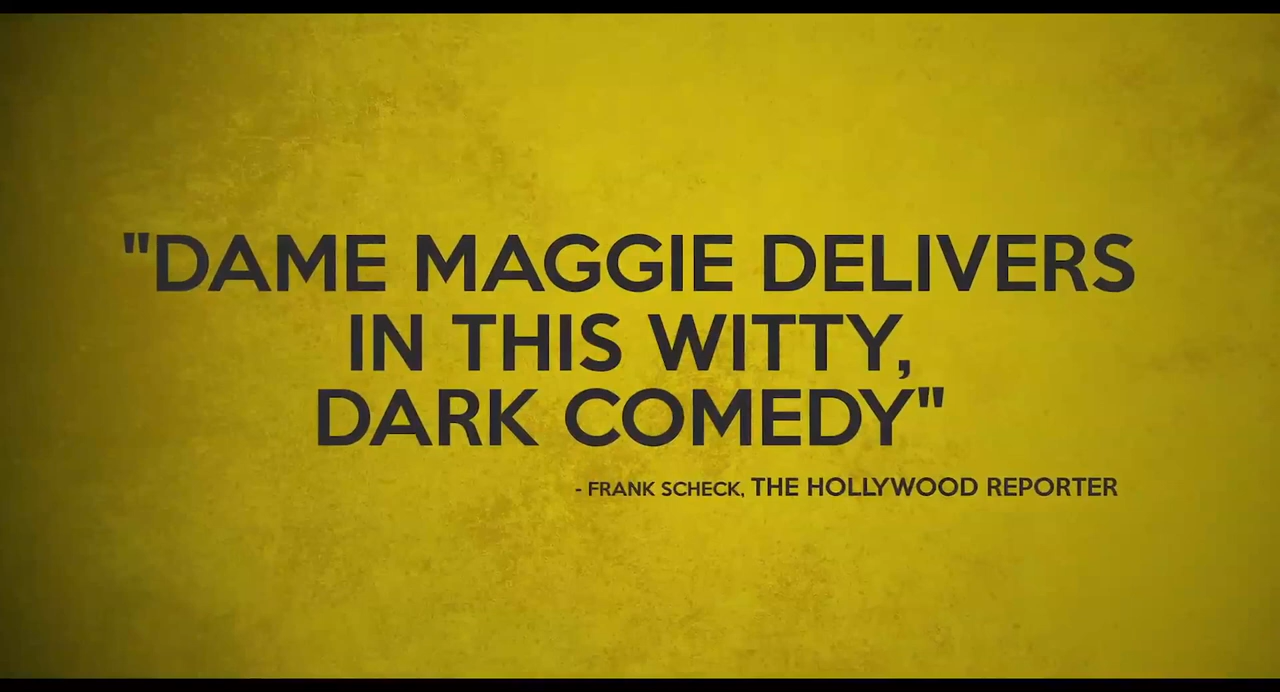 "DAME MAGGIE DELIVERS
IN THIS WITTY,
DARK COMEDY"
- FRANK SCHECK, THE HOLLYWOOD REPORTER